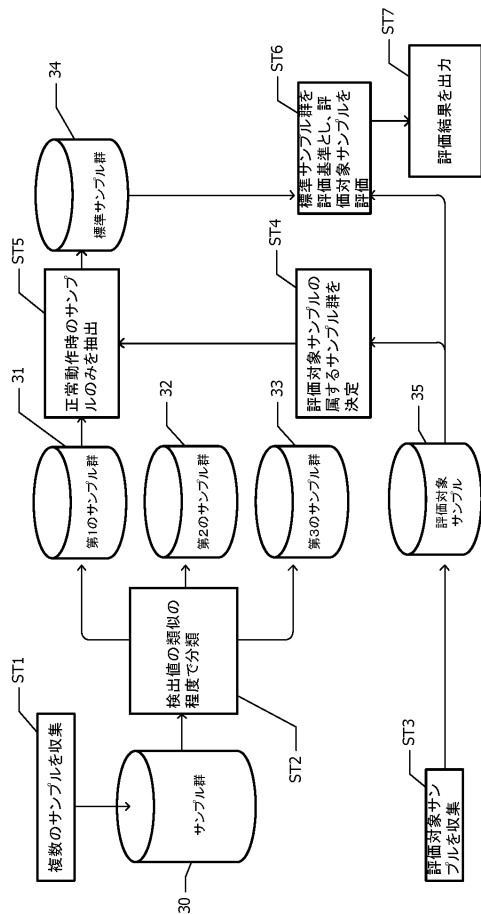 ST1
複数のサンプルを収集
サンプル群
30
検出値の類似の
程度で分類
ST2
31
第1のサンプル群
32
第2のサンプル群
33
第3のサンプル群
ST3
評価対象サン
プルを収集
35
評価対象
サンプル
ST4
評価対象サンプルの
属するサンプル群を
決定
ST5
正常動作時のサンプ
ルのみを抽出
34
標準サンプル群
ST6
標準サンプル群を
評価基準とし、評
価対象サンプルを
評価
ST7
評価結果を出力